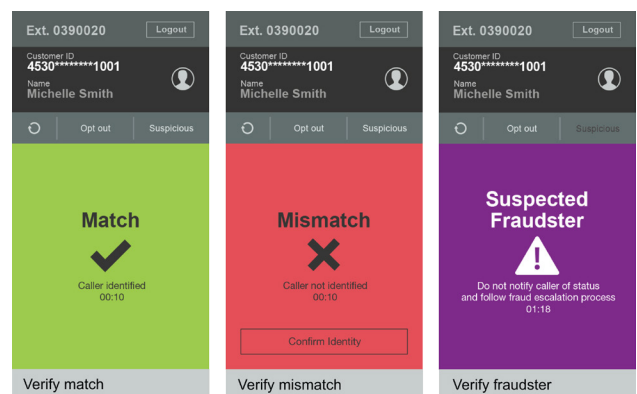 Ext. 0390020
Logout
Customer ID
4530********1001
Name
Michelle Smith
Opt out
Suspicious
Match
Caller identified
00:10
Verify match
Ext. 0390020
Logout
Customer ID
4530********1001
Name
Michelle Smith
Opt out
Suspicious
Mismatch
Caller not identified
00:10
Confirm Identity
Verify mismatch
Ext. 0390020
Logout
Customer ID
4530********1001
Name
Michelle Smith
Opt out
Suspicious
Suspected
Fraudster
Do not notify caller of status
and follow fraud escalation process
01:18
Verify fraudster